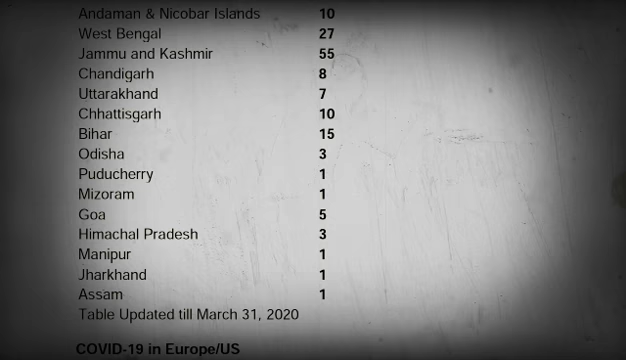 Andaman & Nicobar Islands 10
West Bengal 27
Jammu and Kashmir 55
Chandigarh 8
Uttarakhand 7
Chhattisgarh 10
Bihar 15
Odisha 3
Puducherry 1
Mizoram 1
Goa 5
Himachal Pradesh 3
Manipur 1
Jharkhand 1
Assam 1
Table Updated till March 31, 2020
COVID-19 in Europe/US